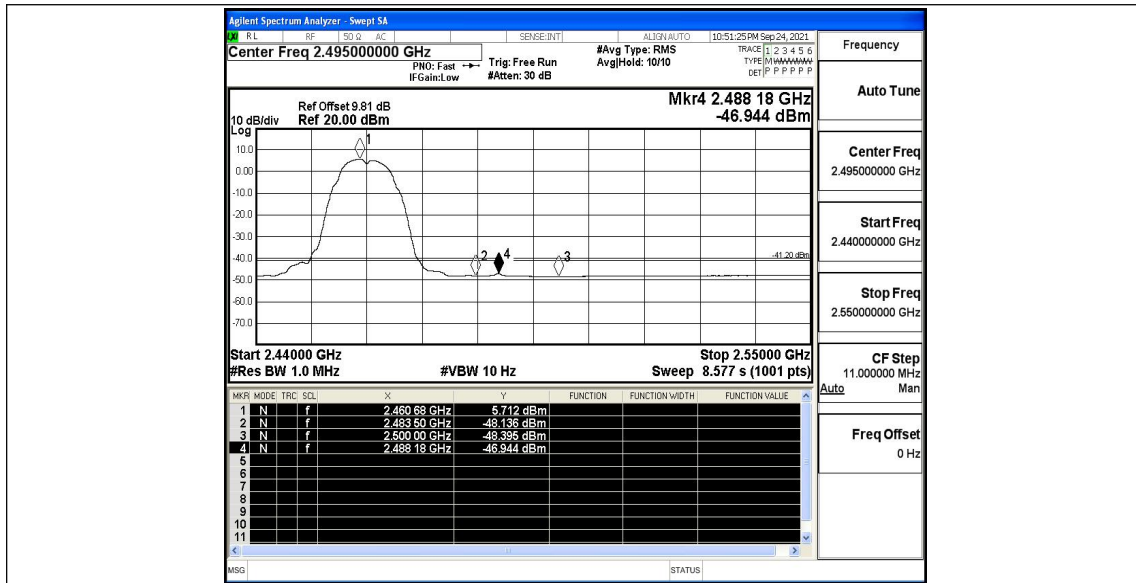 Agilent Spectrum Analyzer - Swept SA
RL RF 50 Ω AC SENSE:INT ALIGN AUTO 10:51:25 PM Sep 24, 2021
Center Freq 2.495000000 GHz
PNO: Fast
IFGain:Low
Trig: Free Run
#Atten: 30 dB
#Avg Type: RMS
Avg|Hold: 10/10
TRACE 1 2 3 4 5 6
TYPE M
DET P P P P P P
Mkr4 2.488 18 GHz
-46.944 dBm
Ref Offset 9.81 dB
10 dB/div Ref 20.00 dBm
Log
10.0
0.00
-10.0
-20.0
-30.0
-40.0
-50.0
-60.0
-70.0
1
2
4
3
-41.20 dBm
Start 2.44000 GHz Stop 2.55000 GHz
#Res BW 1.0 MHz #VBW 10 Hz Sweep 8.577 s (1001 pts)
MKR MODE TRC SCL X Y FUNCTION FUNCTION WIDTH FUNCTION VALUE
1 N f 2.460 68 GHz 5.712 dBm
2 N f 2.483 50 GHz -48.136 dBm
3 N f 2.500 00 GHz -48.395 dBm
4 N f 2.488 18 GHz -46.944 dBm
5
6
7
8
9
10
11
MSG STATUS
Frequency
Auto Tune
Center Freq
2.495000000 GHz
Start Freq
2.440000000 GHz
Stop Freq
2.550000000 GHz
CF Step
11.000000 MHz
Auto Man
Freq Offset
0 Hz